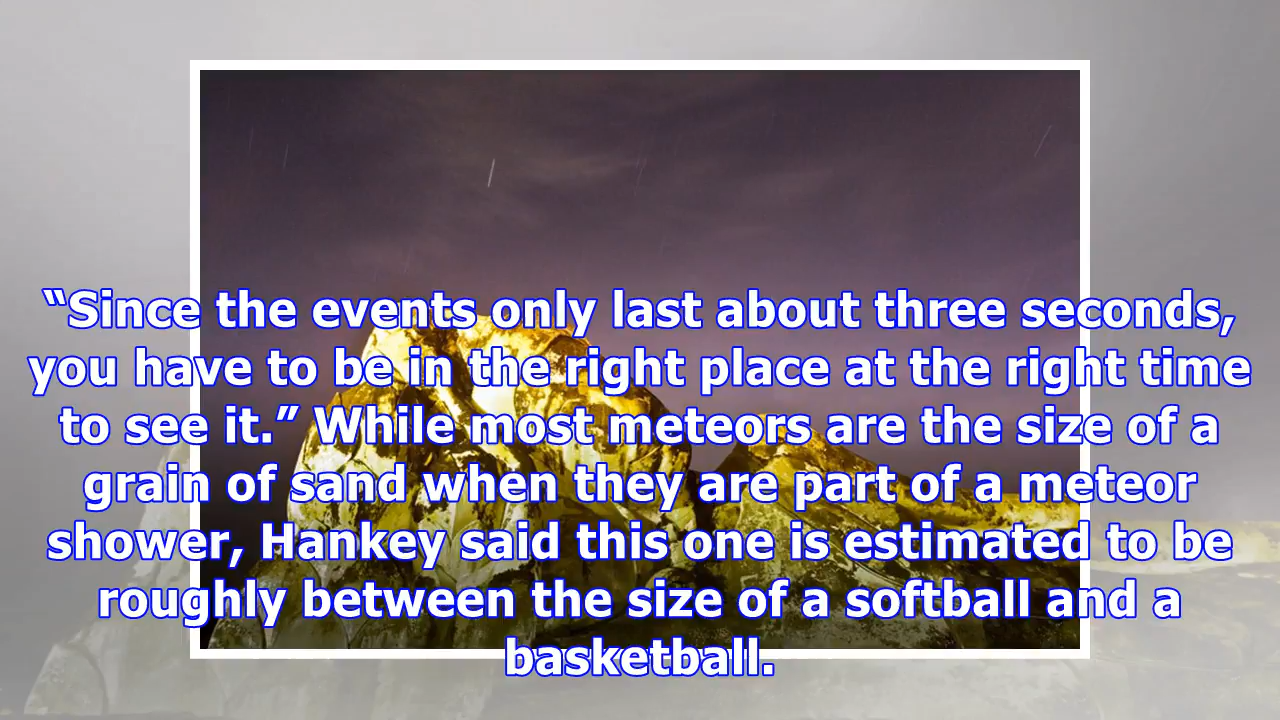 “Since the events only last about three seconds,
you have to be in the right place at the right time
to see it.” While most meteors are the size of a
grain of sand when they are part of a meteor
shower, Hankey said this one is estimated to be
roughly between the size of a softball and a
basketball.